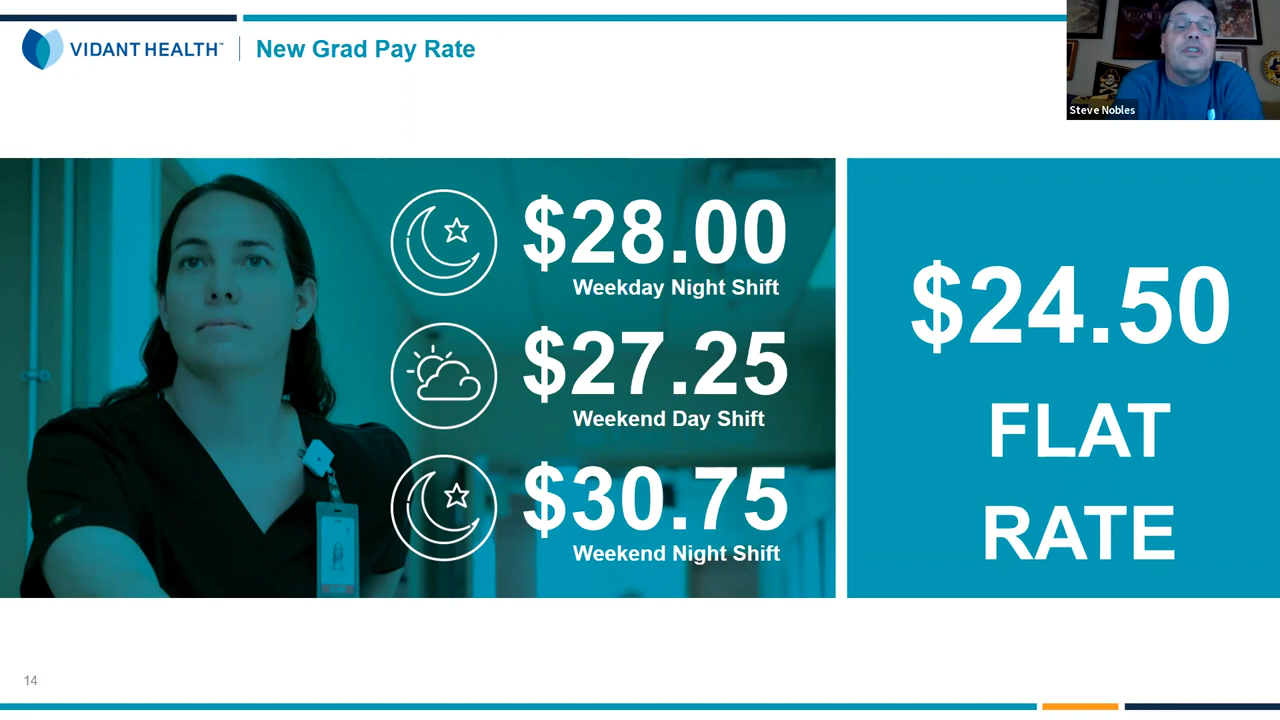 VIDANT HEALTH™
New Grad Pay Rate
Steve Nobles
$28.00
Weekday Night Shift
$27.25
Weekend Day Shift
$30.75
Weekend Night Shift
$24.50
FLAT
RATE
14